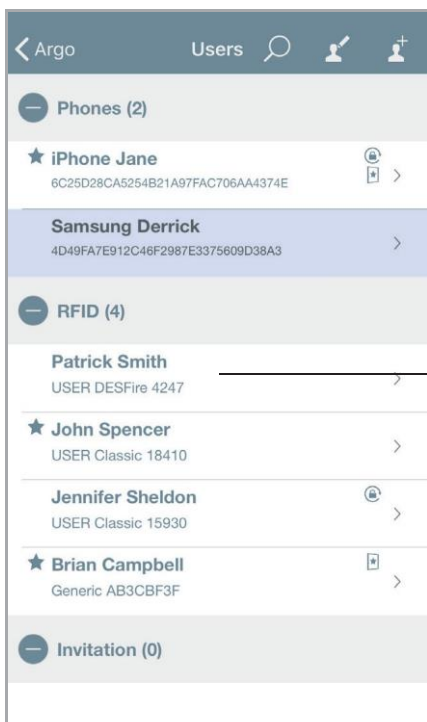 Argo
Users
Phones (2)
iPhone Jane
6C25D28CA5254B21A97FAC706AA4374E
Samsung Derrick
4D49FA7E912C46F2987E3375609D38A3
RFID (4)
Patrick Smith
USER DESFire 4247
John Spencer
USER Classic 18410
Jennifer Sheldon
USER Classic 15930
Brian Campbell
Generic AB3CBF3F
Invitation (0)